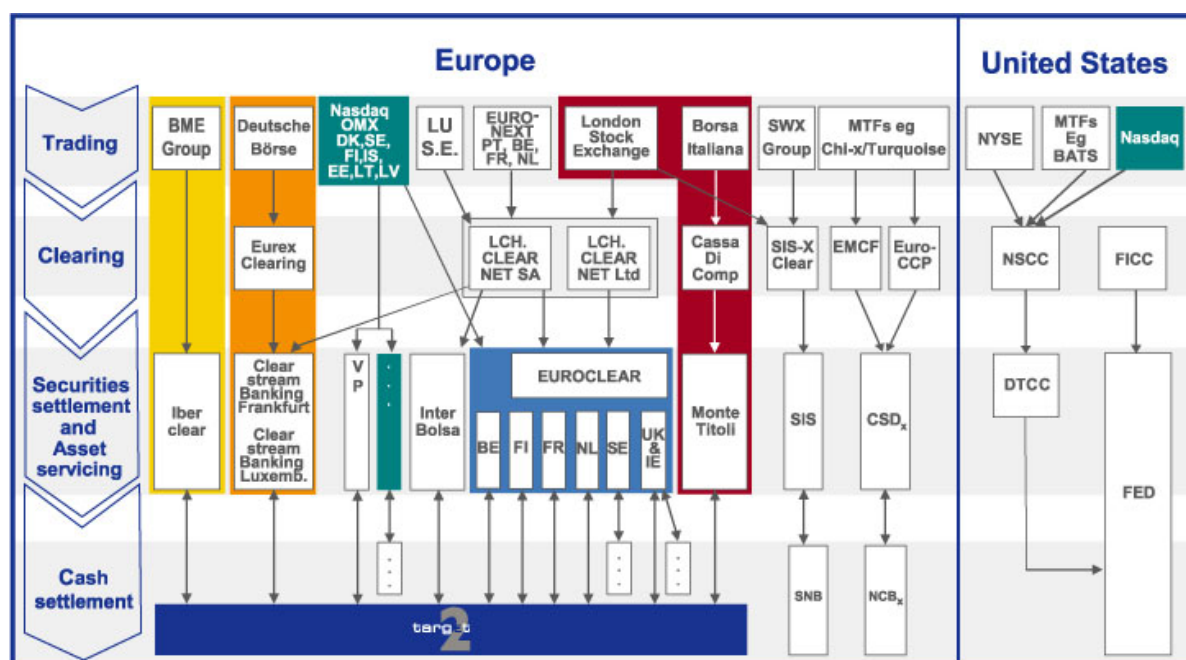 Europe
United States
Trading
BME
Group
Deutsche
Börse
Nasdaq
OMX
DK,SE,
FI,IS,
EE,LT,LV
LU
S.E.
EURO-
NEXT
PT, BE,
FR, NL
London
Stock
Exchange
Borsa
Italiana
SWX
Group
MTFs eg
Chi-x/Turquoise
NYSE
MTFs
Eg
BATS
Nasdaq
Clearing
Eurex
Clearing
LCH.
CLEAR
NET SA
LCH.
CLEAR
NET Ltd
Cassa
Di
Comp
SIS-X
Clear
EMCF
Euro-
CCP
NSCC
FICC
Securities
settlement
and
Asset
servicing
Iber
clear
Clear
stream
Banking
Frankfurt
Clear
stream
Banking
Luxemb.
V
P
. . .
Inter
Bolsa
EUROCLEAR
BE
FI
FR
NL
SE
UK
&
IE
Monte
Titoli
SIS
CSDx
DTCC
FED
Cash
settlement
. . .
. . .
. . .
SNB
NCBx
target
2